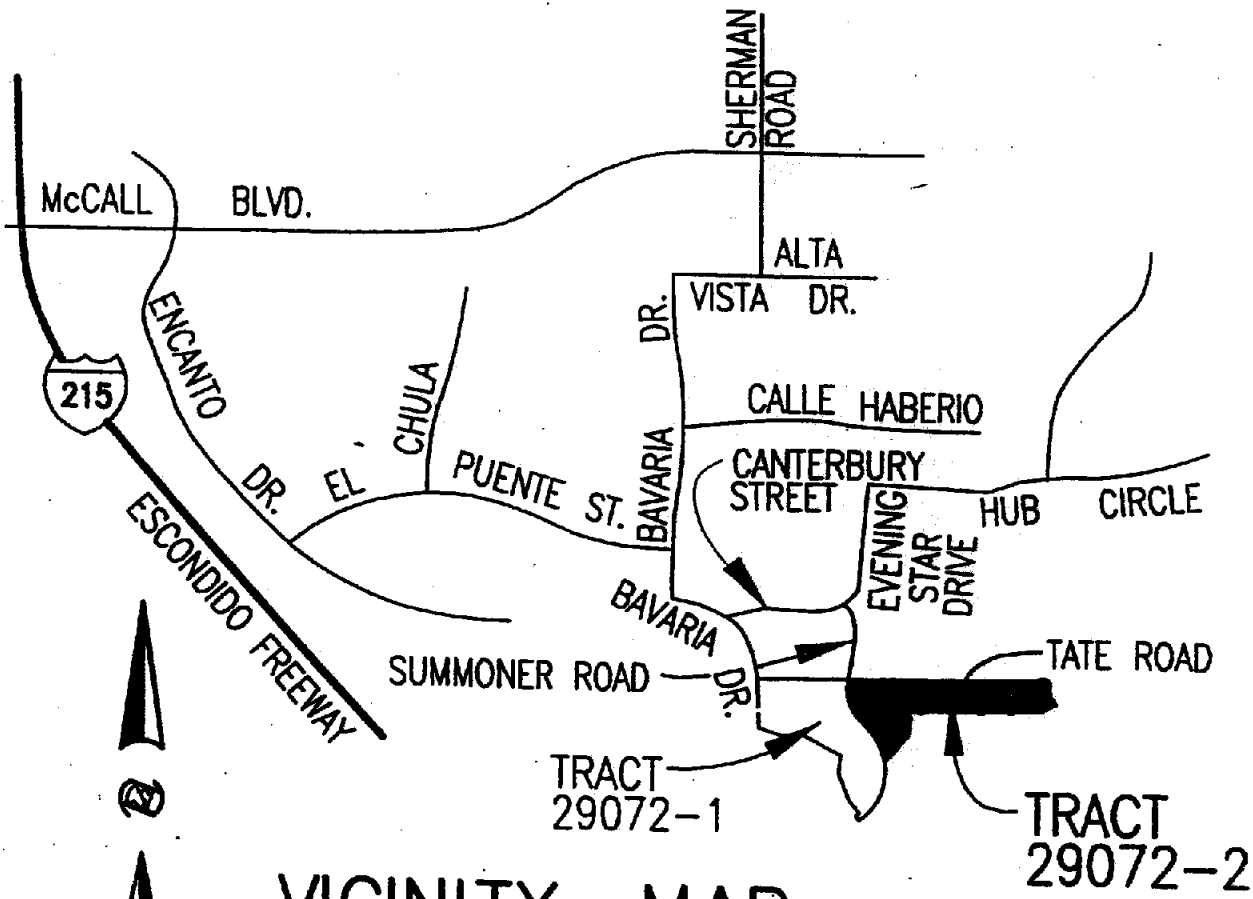 SHERMAN
ROAD
McCALL BLVD.
ALTA
VISTA DR.
ENCANTO
DR.
215
CHULA
EL
PUENTE ST.
BAVARIA
DR.
CALLE HABERIO
CANTERBURY
STREET
EVENING
STAR
DRIVE
HUB CIRCLE
ESCONDIDO FREEWAY
BAVARIA
DR.
SUMMONER ROAD
TATE ROAD
TRACT
29072-1
TRACT
29072-2
VICINITY MAP